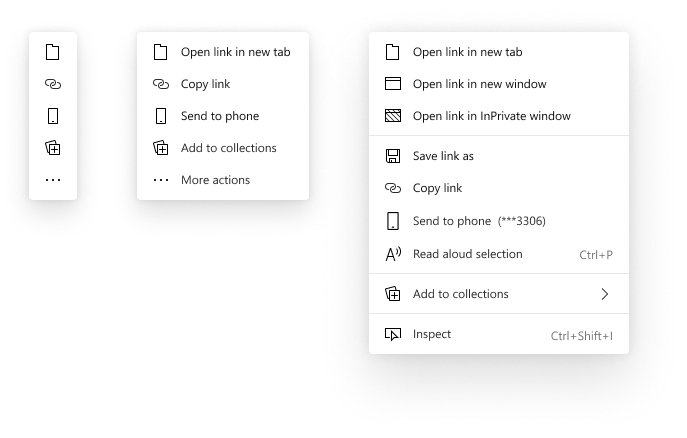 Open link in new tab
Copy link
Send to phone
Add to collections
More actions
Open link in new tab
Open link in new window
Open link in InPrivate window
Save link as
Copy link
Send to phone (***3306)
Read aloud selection Ctrl+P
Add to collections
Inspect Ctrl+Shift+I